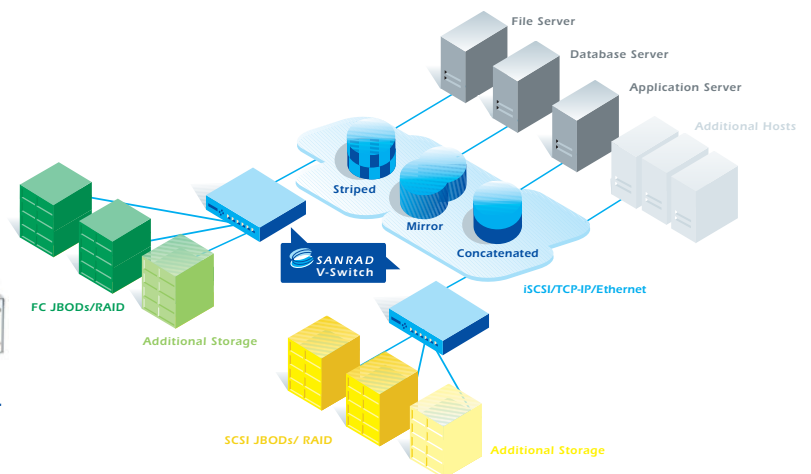 File Server
Database Server
Application Server
Additional Hosts
Striped
Mirror
Concatenated
SANRAD
V-Switch
iSCSI/TCP-IP/Ethernet
FC JBODs/RAID
Additional Storage
SCSI JBODs/ RAID
Additional Storage